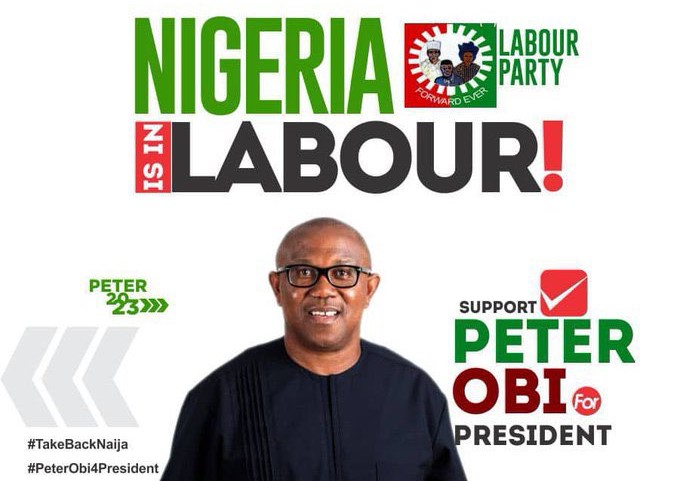 NIGERIA
LABOUR
PARTY
FORWARD EVER
IS IN
LABOUR!
PETER
2023
SUPPORT
PETER
OBI For
PRESIDENT
#TakeBackNaija
#PeterObi4President